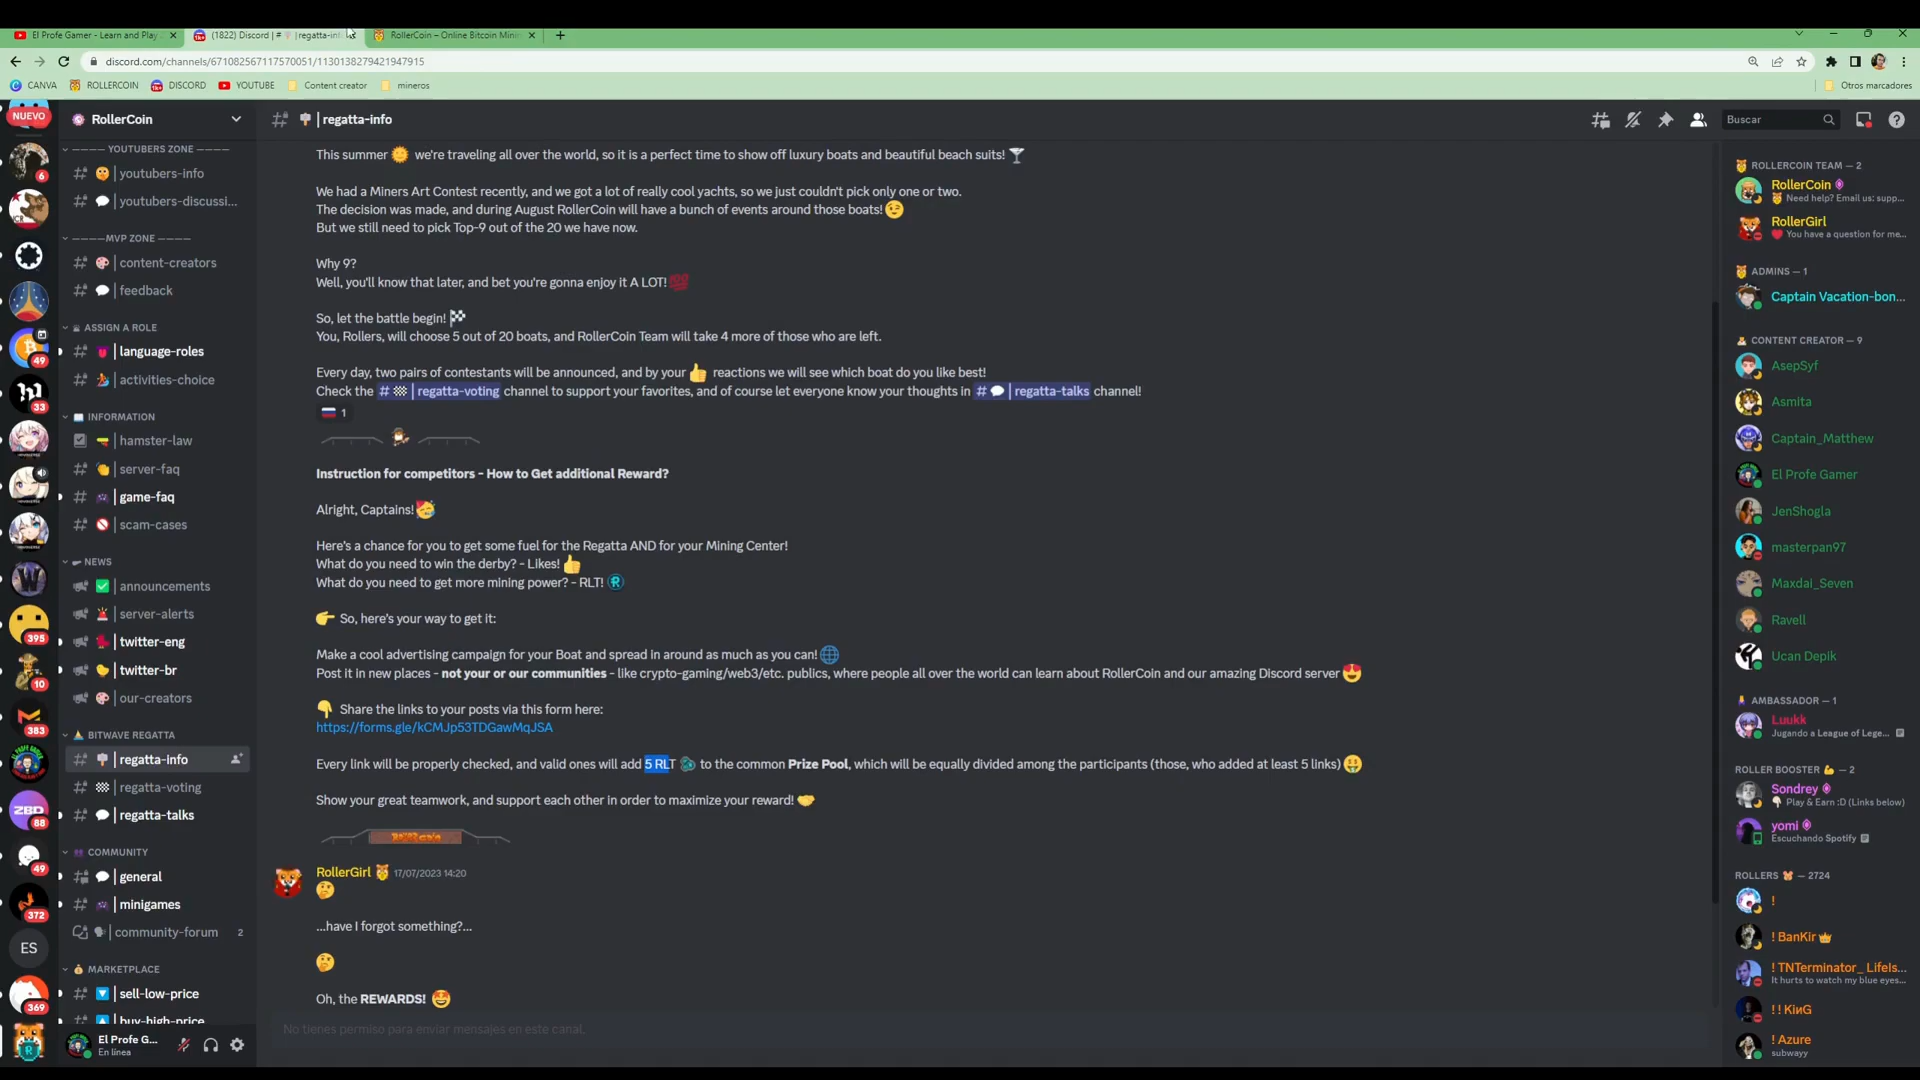 El Profe Gamer - Learn and Play
(1822) Discord | # | regatta-info
RollerCoin – Online Bitcoin Minin
discord.com/channels/671082567117570051/1130138279421947915
CANVA
ROLLERCOIN
DISCORD
YOUTUBE
Content creator
mineros
Otros marcadores
NUEVO
RollerCoin
regatta-info
Buscar
YOUTUBERS ZONE
youtubers-info
youtubers-discussi...
MVP ZONE
content-creators
feedback
ASSIGN A ROLE
language-roles
activities-choice
INFORMATION
hamster-law
server-faq
game-faq
scam-cases
NEWS
announcements
server-alerts
twitter-eng
twitter-br
our-creators
BITWAVE REGATTA
regatta-info
regatta-voting
regatta-talks
COMMUNITY
general
minigames
community-forum 2
MARKETPLACE
sell-low-price
buy-high-price
El Profe G...
En línea
6
49
33
395
10
383
ZBD
88
49
372
ES
369
This summer we're traveling all over the world, so it is a perfect time to show off luxury boats and beautiful beach suits!
We had a Miners Art Contest recently, and we got a lot of really cool yachts, so we just couldn't pick only one or two.
The decision was made, and during August RollerCoin will have a bunch of events around those boats!
But we still need to pick Top-9 out of the 20 we have now.
Why 9?
Well, you'll know that later, and bet you're gonna enjoy it A LOT! 💯
So, let the battle begin!
You, Rollers, will choose 5 out of 20 boats, and RollerCoin Team will take 4 more of those who are left.
Every day, two pairs of contestants will be announced, and by your reactions we will see which boat do you like best!
Check the # | regatta-voting channel to support your favorites, and of course let everyone know your thoughts in # | regatta-talks channel!
1
Instruction for competitors - How to Get additional Reward?
Alright, Captains!
Here's a chance for you to get some fuel for the Regatta AND for your Mining Center!
What do you need to win the derby? - Likes!
What do you need to get more mining power? - RLT!
So, here's your way to get it:
Make a cool advertising campaign for your Boat and spread in around as much as you can!
Post it in new places - not your or our communities - like crypto-gaming/web3/etc. publics, where people all over the world can learn about RollerCoin and our amazing Discord server
Share the links to your posts via this form here:
https://forms.gle/kCMJp53TDGawMqJSA
Every link will be properly checked, and valid ones will add 5 RLT to the common Prize Pool, which will be equally divided among the participants (those, who added at least 5 links)
Show your great teamwork, and support each other in order to maximize your reward!
RollerCoin
RollerGirl 17/07/2023 14:20
...have I forgot something?...
Oh, the REWARDS!
No tienes permiso para enviar mensajes en este canal.
ROLLERCOIN TEAM — 2
RollerCoin
Need help? Email us: supp...
RollerGirl
You have a question for me...
ADMINS — 1
Captain Vacation-bon...
CONTENT CREATOR — 9
AsepSyf
Asmita
Captain_Matthew
El Profe Gamer
JenShogla
masterpan97
Maxdal_Seven
Ravell
Ucan Depik
AMBASSADOR — 1
Luukk
Jugando a League of Lege...
ROLLER BOOSTER — 2
Sondrey
Play & Earn :D (Links below)
yomi
Escuchando Spotify
ROLLERS — 2724
!
! BanKir
! TNTerminator_ LifeIs...
It hurts to watch my blue eyes...
! ! KиG
! Azure
subwayy